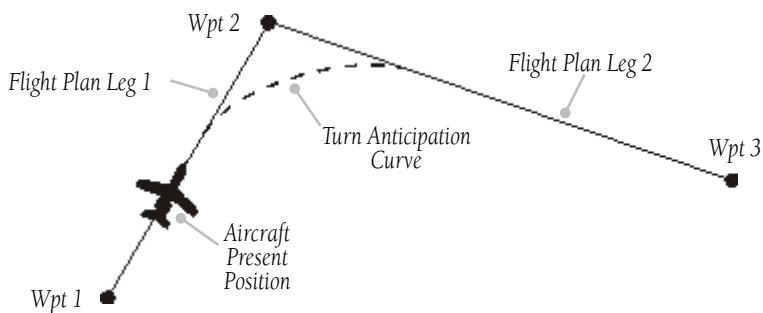 Wpt 2
Flight Plan Leg 1
Flight Plan Leg 2
Turn Anticipation
Curve
Wpt 3
Aircraft
Present
Position
Wpt 1